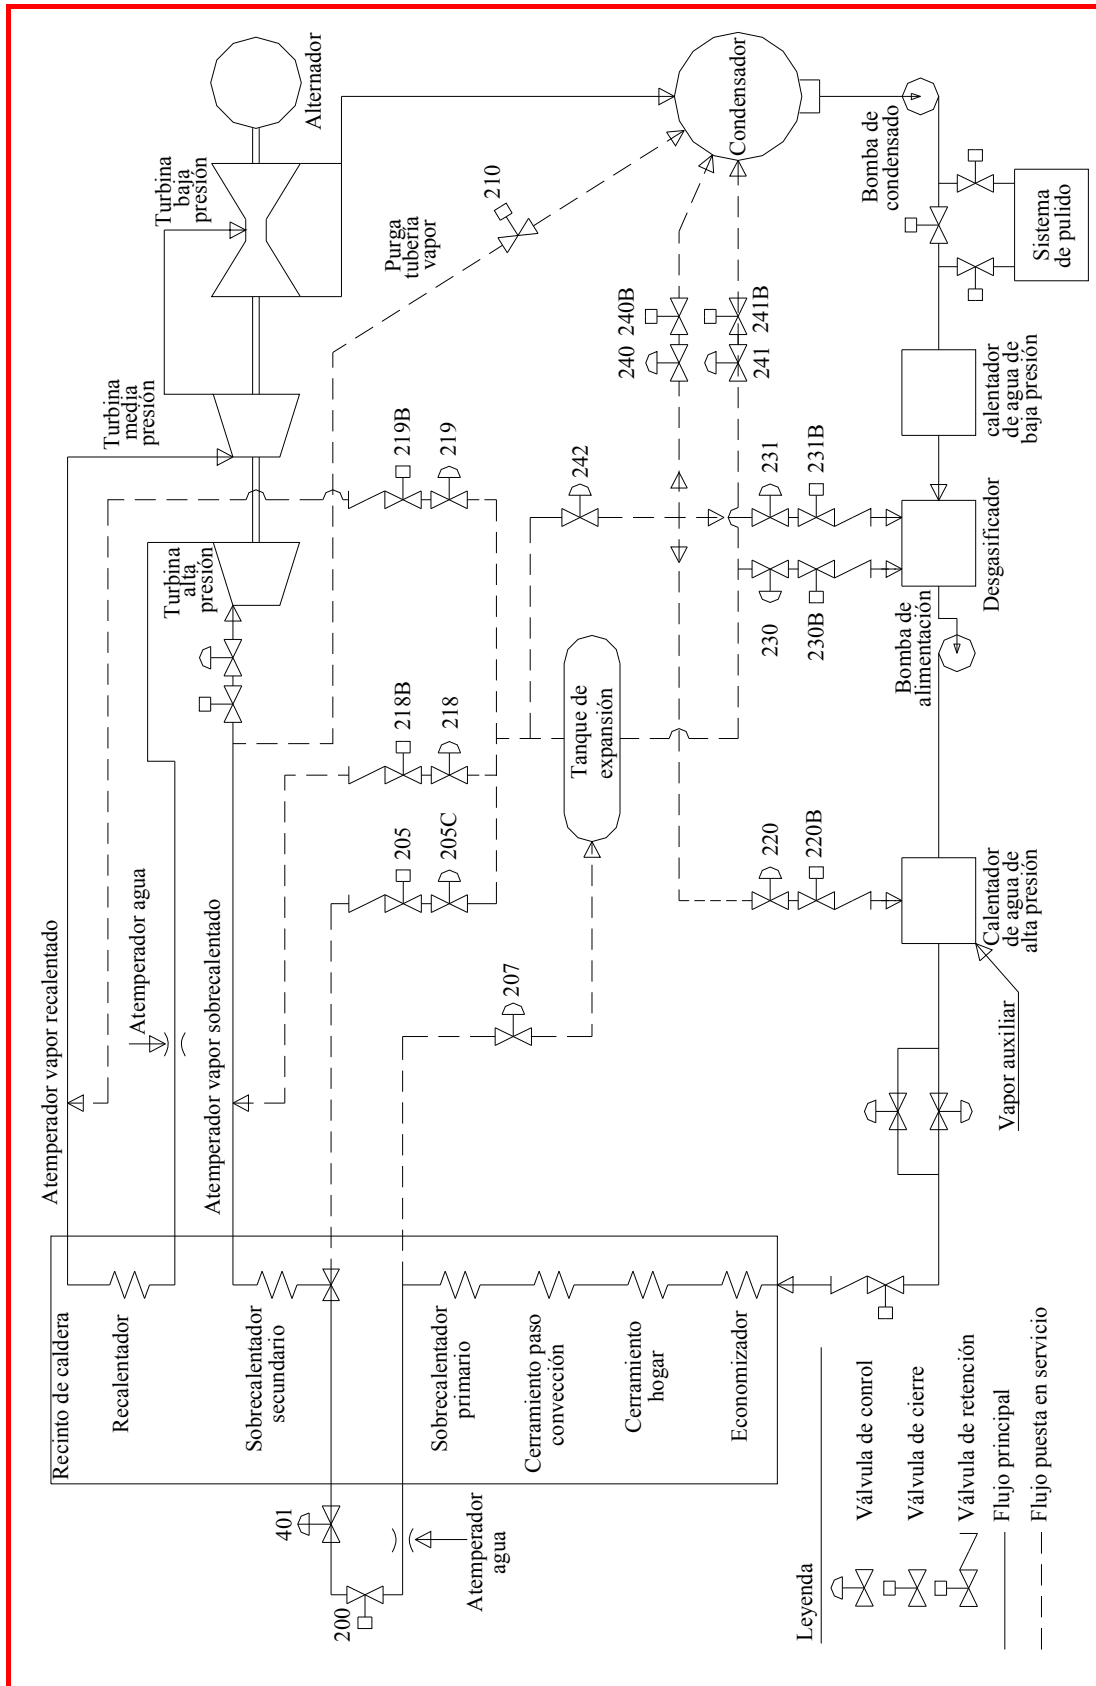 Alternador
Turbina
baja
presión
Turbina
media
presión
Turbina
alta
presión
Condensador
Purga
tubería
vapor
210
Bomba de
condensado
Sistema
de pulido
calentador
de agua de
baja presión
Desgasificador
Bomba de
alimentación
240
240B
241
241B
242
231
231B
230
230B
219B
219
218B
218
205
205C
Tanque de
expansión
207
220
220B
Calentador
de agua de
alta presión
Vapor auxiliar
Atemperador vapor recalentado
Atemperador agua
Atemperador vapor sobrecalentado
Recinto de caldera
Recalentador
Sobrecalentador
secundario
Sobrecalentador
primario
Cerramiento paso
convección
Cerramiento
hogar
Economizador
401
200
Atemperador
agua
Leyenda
Válvula de conrol
Válvula de cierre
Válvula de retención
Flujo principal
Flujo puesta en servicio